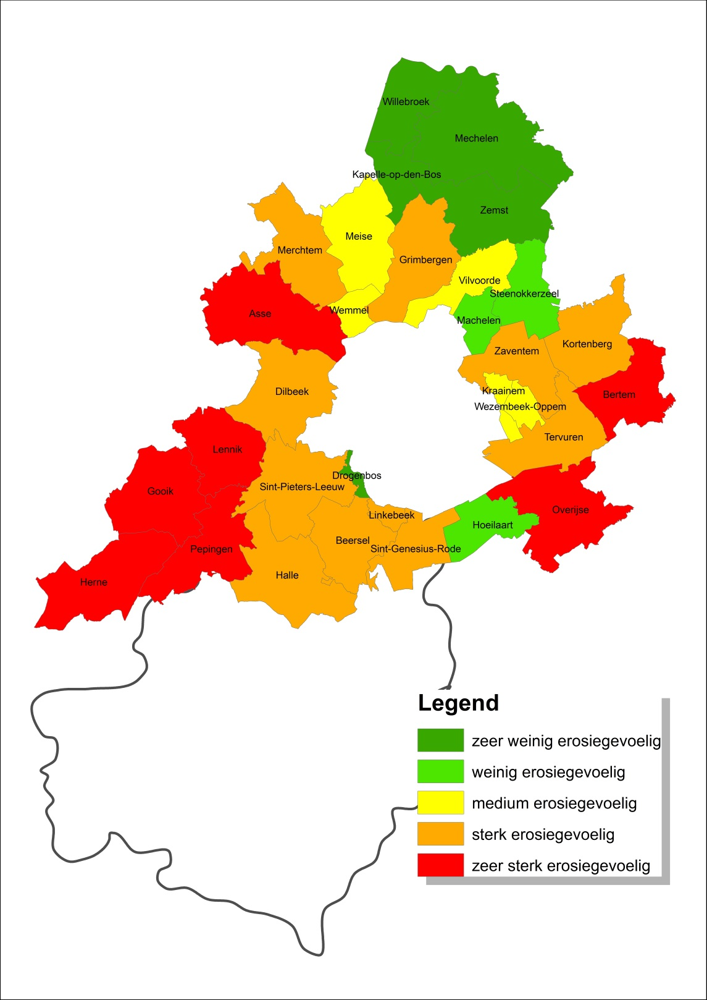 Willebroek
Mechelen
Kapelle-op-den-Bos
Zemst
Meise
Merchtem
Grimbergen
Vilvoorde
Steenokkerzeel
Wemmel
Asse
Machelen
Kortenberg
Zaventem
Kraainem
Dilbeek
Bertem
Wezembeek-Oppem
Tervuren
Lennik
Drogenbos
Sint-Pieters-Leeuw
Gooik
Overijse
Linkebeek
Hoeilaart
Beersel
Sint-Genesius-Rode
Pepingen
Halle
Herne
Legend
zeer weinig erosiegevoelig
weinig erosiegevoelig
medium erosiegevoelig
sterk erosiegevoelig
zeer sterk erosiegevoelig